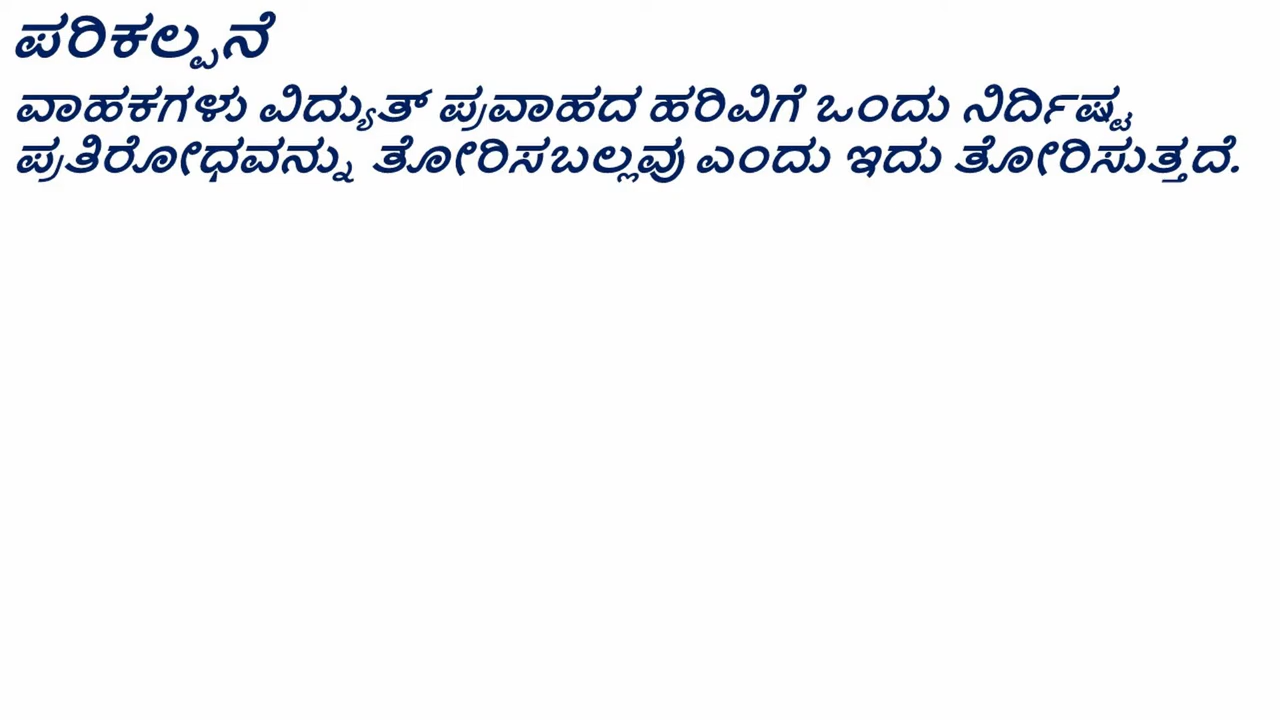 ಪರಿಕಲ್ಪನೆ
ವಾಹಕಗಳು ವಿದ್ಯುತ್ ಪ್ರವಾಹದ ಹರಿವಿಗೆ ಒಂದು ನಿರ್ದಿಷ್ಟ
ಪ್ರತಿರೋಧವನ್ನು ತೋರಿಸಬಲ್ಲವು ಎಂದು ಇದು ತೋರಿಸುತ್ತದೆ.